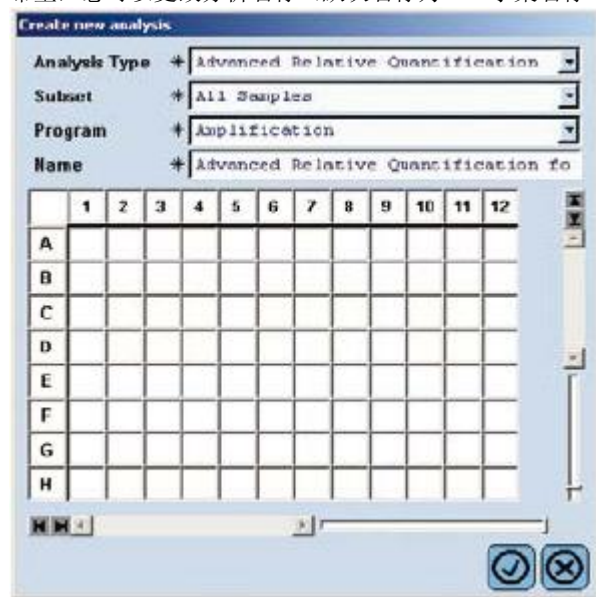 Create new analysis
Analysis Type * Advanced Relative Quantification
Subset * All Samples
Program * Amplification
Name * Advanced Relative Quantification fo
1 2 3 4 5 6 7 8 9 10 11 12
A
B
C
D
E
F
G
H